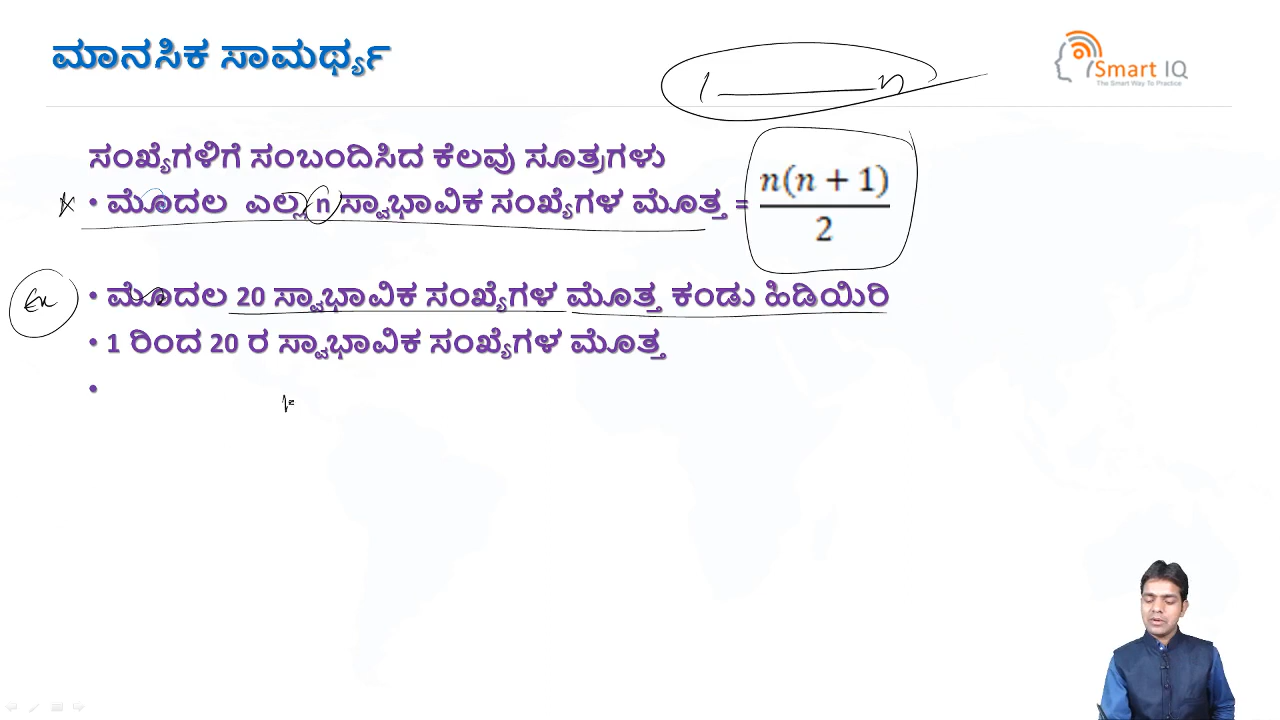 ಮಾನಸಿಕ ಸಾಮರ್ಥ್ಯ
Smart IQ
The Smart Way To Practice
1 n
ಸಂಖ್ಯೆಗಳಿಗೆ ಸಂಬಂದಿಸಿದ ಕೆಲವು ಸೂತ್ರಗಳು
• ಮೊದಲ ಎಲ್ಲ n ಸ್ವಾಭಾವಿಕ ಸಂಖ್ಯೆಗಳ ಮೊತ್ತ = n(n + 1) / 2
Ex • ಮೊದಲ 20 ಸ್ವಾಭಾವಿಕ ಸಂಖ್ಯೆಗಳ ಮೊತ್ತ ಕಂಡು ಹಿಡಿಯಿರಿ
• 1 ರಿಂದ 20 ರ ಸ್ವಾಭಾವಿಕ ಸಂಖ್ಯೆಗಳ ಮೊತ್ತ
•